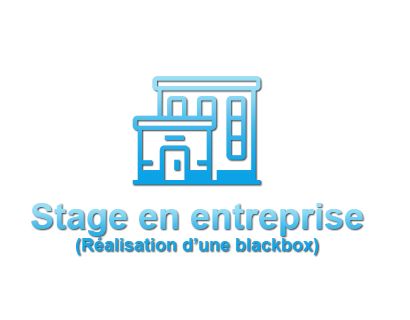 Stage en entreprise
(Réalisation d'une blackbox)